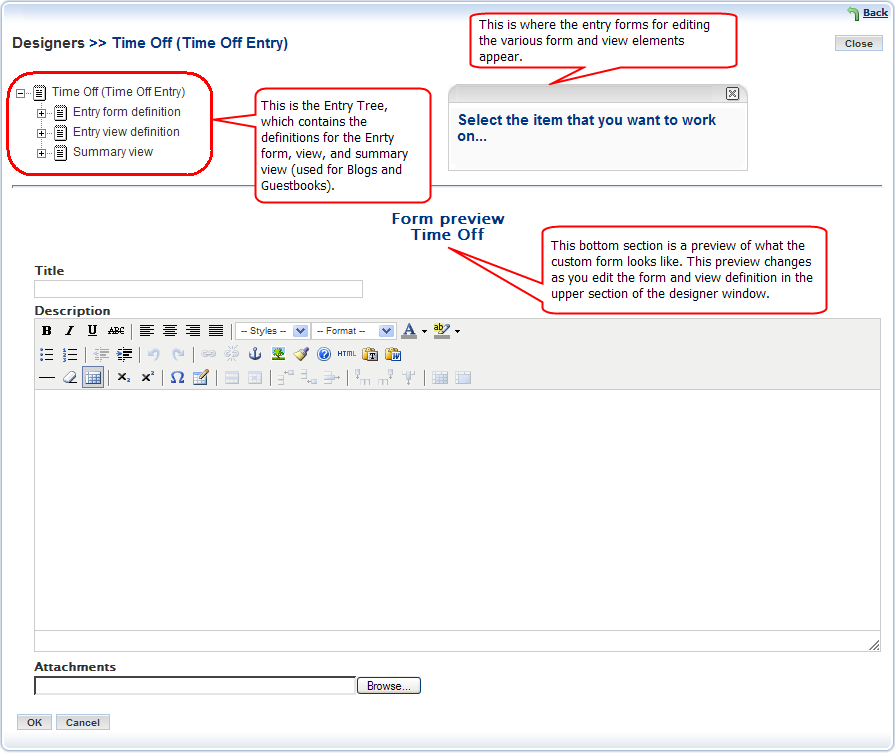 Back
Designers >> Time Off (Time Off Entry)
Close
This is where the entry forms for editing
the various form and view elements
appear.
Time Off (Time Off Entry)
Entry form definition
Entry view definition
Summary view
This is the Entry Tree,
which contains the
definitions for the Enrty
form, view, and summary
view (used for Blogs and
Guestbooks).
Select the item that you want to work
on...
Form preview
Time Off
This bottom section is a preview of what the
custom form looks like. This preview changes
as you edit the form and view definition in the
upper section of the designer window.
Title
Description
B I U ABC -- Styles -- -- Format -- A ab
HTML T W
x₂ x² Ω
Attachments
Browse...
OK Cancel